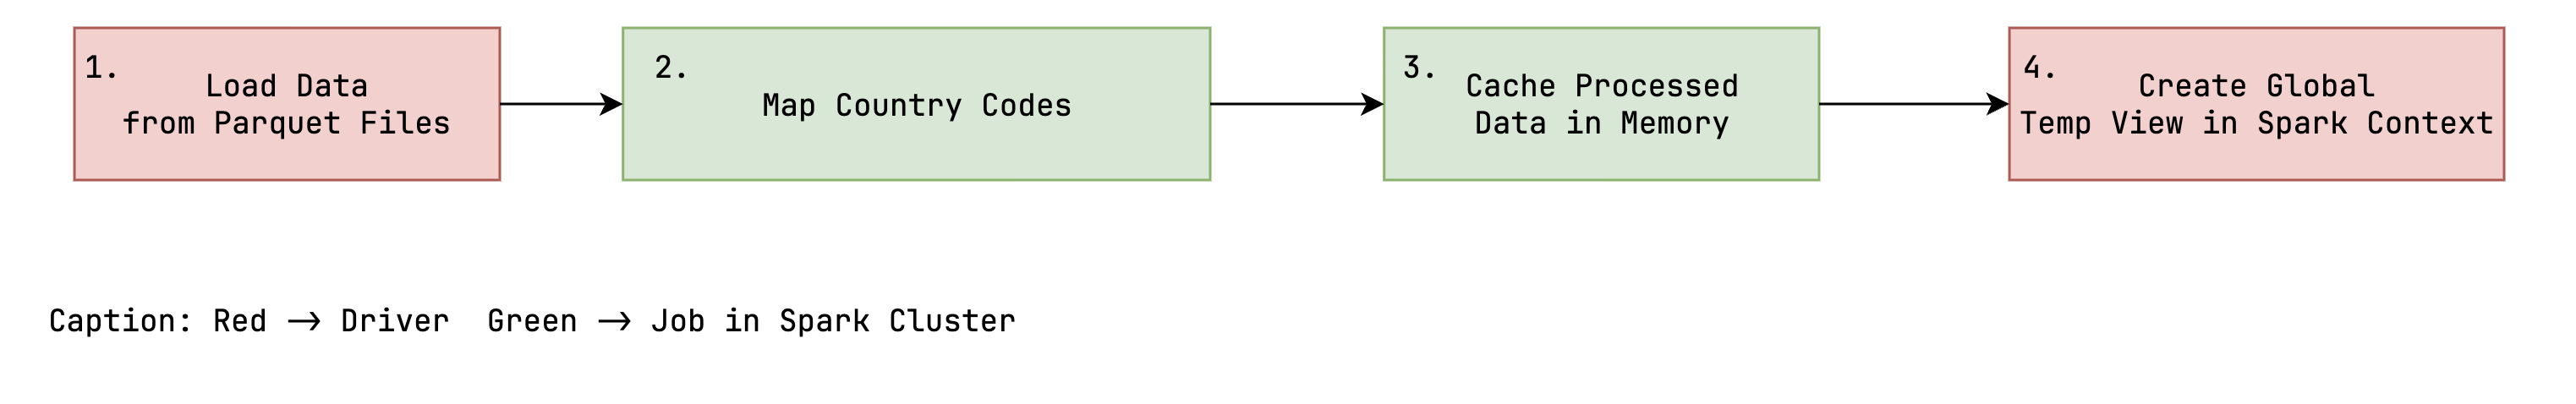 1.
Load Data
from Parquet Files
2.
Map Country Codes
3.
Cache Processed
Data in Memory
4.
Create Global
Temp View in Spark Context
Caption: Red → Driver  Green → Job in Spark Cluster